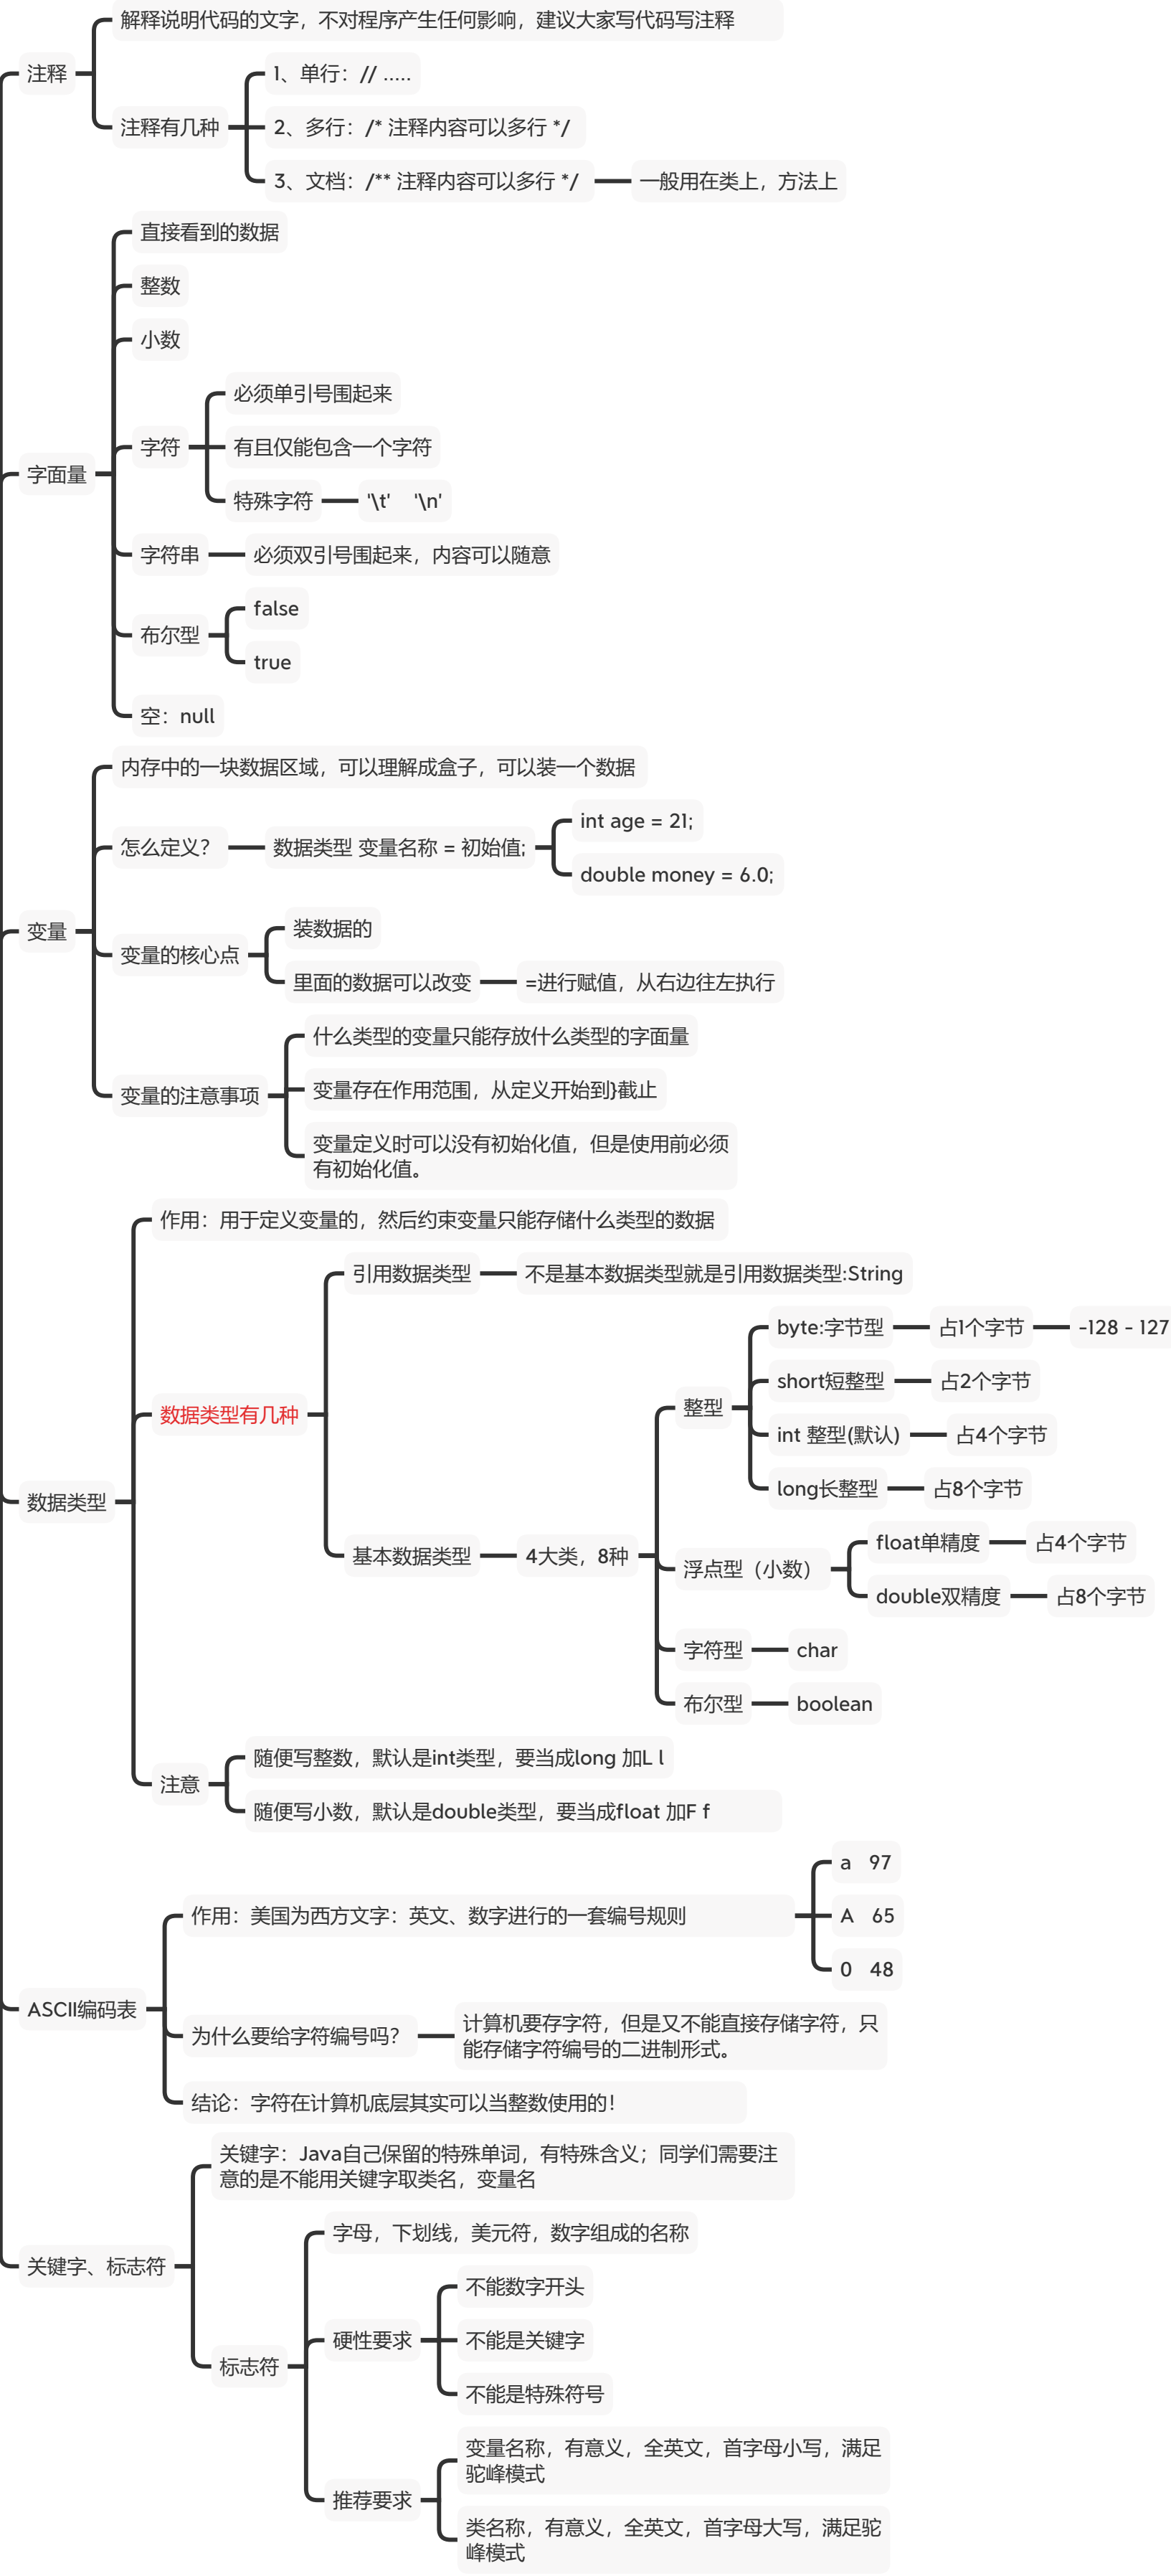 注释
解释说明代码的文字，不对程序产生任何影响，建议大家写代码写注释
注释有几种
1、单行：// .....
2、多行：/* 注释内容可以多行 */
3、文档：/** 注释内容可以多行 */
一般用在类上，方法上
字面量
直接看到的数据
整数
小数
字符
必须单引号围起来
有且仅能包含一个字符
特殊字符
'\t' '\n'
字符串
必须双引号围起来，内容可以随意
布尔型
false
true
空：null
变量
内存中的一块数据区域，可以理解成盒子，可以装一个数据
怎么定义？
数据类型 变量名称 = 初始值;
int age = 21;
double money = 6.0;
变量的核心点
装数据的
里面的数据可以改变
=进行赋值，从右边往左执行
变量的注意事项
什么类型的变量只能存放什么类型的字面量
变量存在作用范围，从定义开始到}截止
变量定义时可以没有初始化值，但是使用前必须
有初始化值。
数据类型
作用：用于定义变量的，然后约束变量只能存储什么类型的数据
数据类型有几种
引用数据类型
不是基本数据类型就是引用数据类型:String
基本数据类型
4大类，8种
整型
byte:字节型
占1个字节
-128 - 127
short短整型
占2个字节
int 整型(默认)
占4个字节
long长整型
占8个字节
浮点型（小数）
float单精度
占4个字节
double双精度
占8个字节
字符型
char
布尔型
boolean
注意
随便写整数，默认是int类型，要当成long 加L l
随便写小数，默认是double类型，要当成float 加F f
ASCII编码表
作用：美国为西方文字：英文、数字进行的一套编号规则
a 97
A 65
0 48
为什么要给字符编号吗？
计算机要存字符，但是又不能直接存储字符，只
能存储字符编号的二进制形式。
结论：字符在计算机底层其实可以当整数使用的！
关键字、标志符
关键字：Java自己保留的特殊单词，有特殊含义；同学们需要注
意的是不能用关键字取类名，变量名
标志符
字母，下划线，美元符，数字组成的名称
硬性要求
不能数字开头
不能是关键字
不能是特殊符号
推荐要求
变量名称，有意义，全英文，首字母小写，满足
驼峰模式
类名称，有意义，全英文，首字母大写，满足驼
峰模式